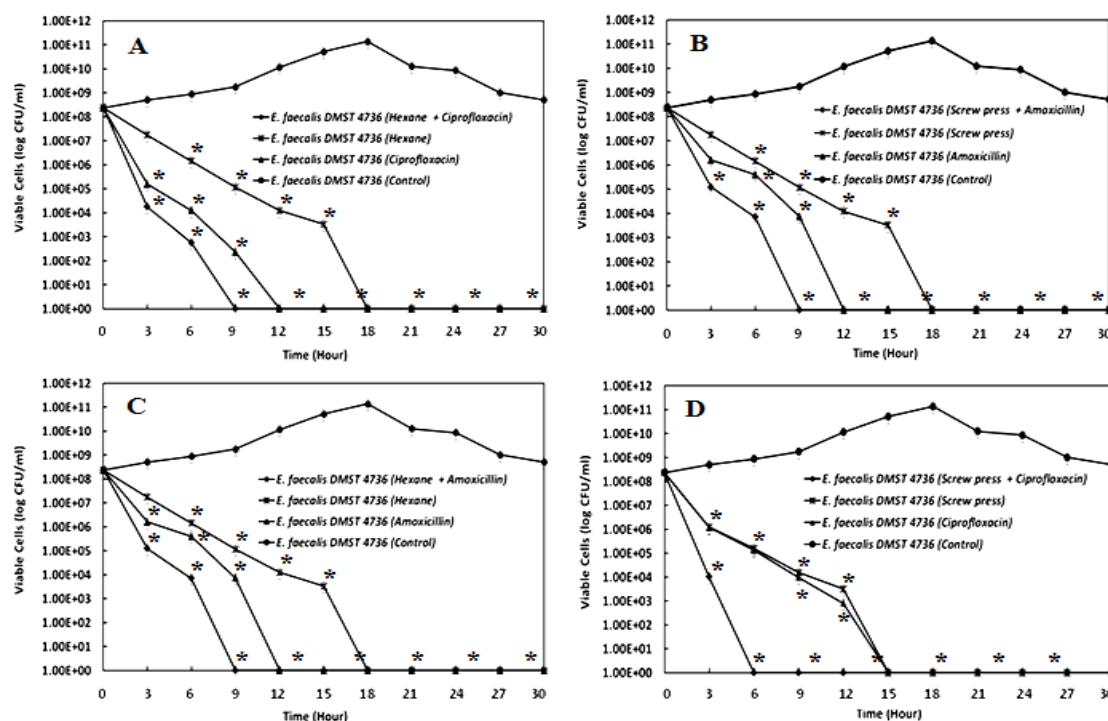 A
Viable Cells (log CFU/ml)
1.00E+12
1.00E+11
1.00E+10
1.00E+09
1.00E+08
1.00E+07
1.00E+06
1.00E+05
1.00E+04
1.00E+03
1.00E+02
1.00E+01
1.00E+00
E. faecalis DMST 4736 (Hexane + Ciprofloxacin)
E. faecalis DMST 4736 (Hexane)
E. faecalis DMST 4736 (Ciprofloxacin)
E. faecalis DMST 4736 (Control)
0 3 6 9 12 15 18 21 24 27 30
Time (Hour)
B
Viable Cells (log CFU/ml)
1.00E+12
1.00E+11
1.00E+10
1.00E+09
1.00E+08
1.00E+07
1.00E+06
1.00E+05
1.00E+04
1.00E+03
1.00E+02
1.00E+01
1.00E+00
E. faecalis DMST 4736 (Screw press + Amoxicillin)
E. faecalis DMST 4736 (Screw press)
E. faecalis DMST 4736 (Amoxicillin)
E. faecalis DMST 4736 (Control)
0 3 6 9 12 15 18 21 24 27 30
Time (Hour)
C
Viable Cells (log CFU/ml)
1.00E+12
1.00E+11
1.00E+10
1.00E+09
1.00E+08
1.00E+07
1.00E+06
1.00E+05
1.00E+04
1.00E+03
1.00E+02
1.00E+01
1.00E+00
E. faecalis DMST 4736 (Hexane + Amoxicillin)
E. faecalis DMST 4736 (Hexane)
E. faecalis DMST 4736 (Amoxicillin)
E. faecalis DMST 4736 (Control)
0 3 6 9 12 15 18 21 24 27 30
Time (Hour)
D
Viable Cells (log CFU/ml)
1.00E+12
1.00E+11
1.00E+10
1.00E+09
1.00E+08
1.00E+07
1.00E+06
1.00E+05
1.00E+04
1.00E+03
1.00E+02
1.00E+01
1.00E+00
E. faecalis DMST 4736 (Screw press + Ciprofloxacin)
E. faecalis DMST 4736 (Screw press)
E. faecalis DMST 4736 (Ciprofloxacin)
E. faecalis DMST 4736 (Control)
0 3 6 9 12 15 18 21 24 27 30
Time (Hour)